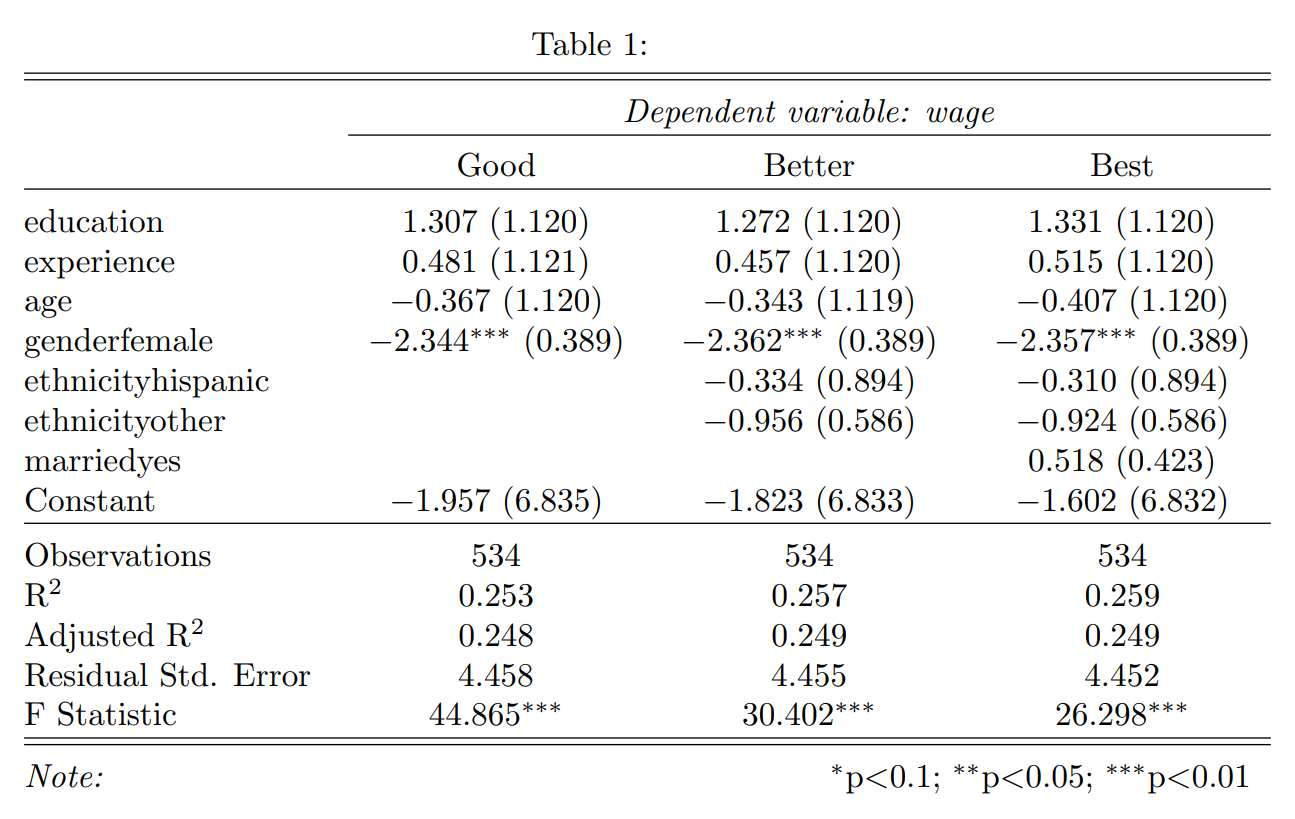 Table 1:
Dependent variable: wage
Good Better Best
education 1.307 (1.120) 1.272 (1.120) 1.331 (1.120)
experience 0.481 (1.121) 0.457 (1.120) 0.515 (1.120)
age −0.367 (1.120) −0.343 (1.119) −0.407 (1.120)
genderfemale −2.344*** (0.389) −2.362*** (0.389) −2.357*** (0.389)
ethnicityhispanic −0.334 (0.894) −0.310 (0.894)
ethnicityother −0.956 (0.586) −0.924 (0.586)
marriedyes 0.518 (0.423)
Constant −1.957 (6.835) −1.823 (6.833) −1.602 (6.832)
Observations 534 534 534
R² 0.253 0.257 0.259
Adjusted R² 0.248 0.249 0.249
Residual Std. Error 4.458 4.455 4.452
F Statistic 44.865*** 30.402*** 26.298***
Note: *p<0.1; **p<0.05; ***p<0.01